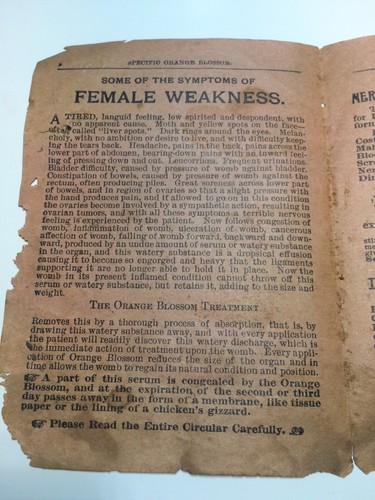 SPECIFIC ORANGE BLOSSOM.
SOME OF THE SYMPTOMS OF
FEMALE WEAKNESS.
A TIRED, languid feeling, low spirited and despondent, with
no apparent cause. Moth and yellow spots on the face—
often called "liver spots." Dark rings around the eyes. Melan-
choly, with no ambition or desire to live, and with difficulty keep-
ing the tears back. Headache, pains in the back, pains across the
lower part of abdomen, bearing-down pains with an toward feel-
ing of pressing down and out. Leucorrhœa, Frequent urinations.
Bladder difficulty, caused by pressure of womb against bladder.
Constipation of bowels, caused by pressure of womb against the
rectum, often producing piles. Great soreness across lower part
of bowels, and in region of ovaries so that a slight pressure with
the hand produces pain, and if allowed to go on in this condition
the ovaries become involved by a sympathetic action, resulting in
ovarian tumors, and with all these symptoms a terrible nervous
feeling is experienced by the patient. Now follows congestion of
womb, inflammation of womb, ulceration of womb, cancerous
affection of womb, falling of womb forward, backward and down-
ward, produced by an undue amount of serum or watery substance
in the organ, and this watery substance is a dropsical effusion
causing it to become so engorged and heavy that the ligaments
supporting it are no longer able to hold it in place. Now the
womb in its present inflamed condition cannot throw off this
serum or watery substance, but retains it, adding to the size and
weight.
THE ORANGE BLOSSOM TREATMENT
Removes this by a thorough process of absorption, that is, by
drawing this watery substance away, and with every application
the patient will readily discover this watery discharge, which is
the immediate action of treatment upon the womb. Every appli-
cation of Orange Blossom reduces the size of the organ and in
time allows the womb to regain its natural condition and position.
☞ A part of this serum is congealed by the Orange
Blossom, and at the expiration of the second or third
day passes away in the form of a membrane, like tissue
paper or the lining of a chicken's gizzard.
☞ Please Read the Entire Circular Carefully. ☜